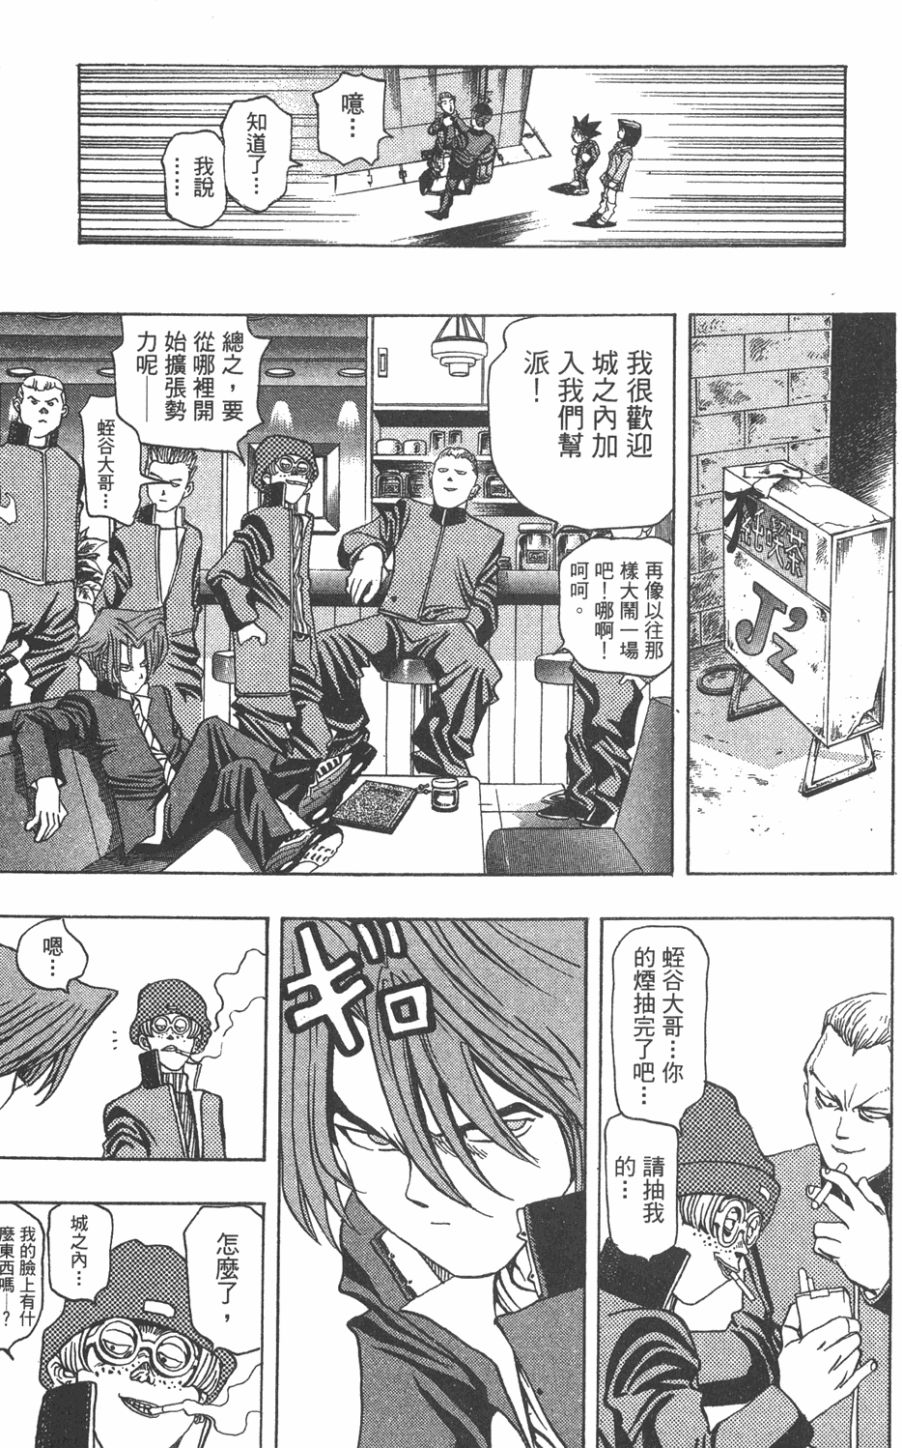 噫…
知道了…
我說
……
純喫茶
J'z
我很歡迎
城之內加
入我們幫
派！
再像以往那
樣大鬧一場
吧！哪啊！
呵呵。
總之，要
從哪裡開
始擴張勢
力呢—
蛭谷大哥…
蛭谷大哥…你
的煙抽完了吧…
請抽我
的…
ギロ
嗯…
…
怎麼了，
城之內…
我的臉上有什
麼東西嗎—？